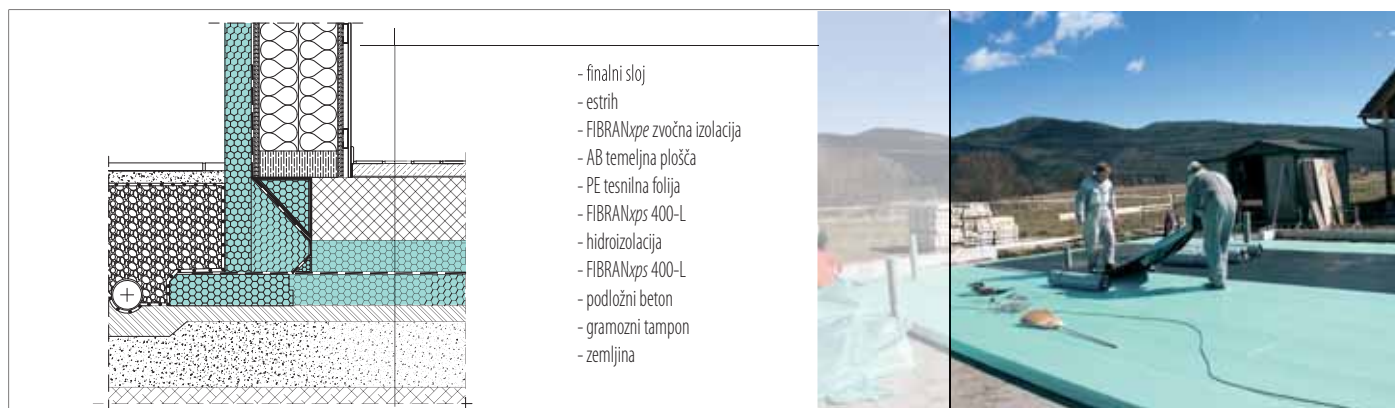 - finalni sloj
- estrih
- FIBRANxpe zvočna izolacija
- AB temeljna plošča
- PE tesnilna folija
- FIBRANxps 400-L
- hidroizolacija
- FIBRANxps 400-L
- podložni beton
- gramozni tampon
- zemljina